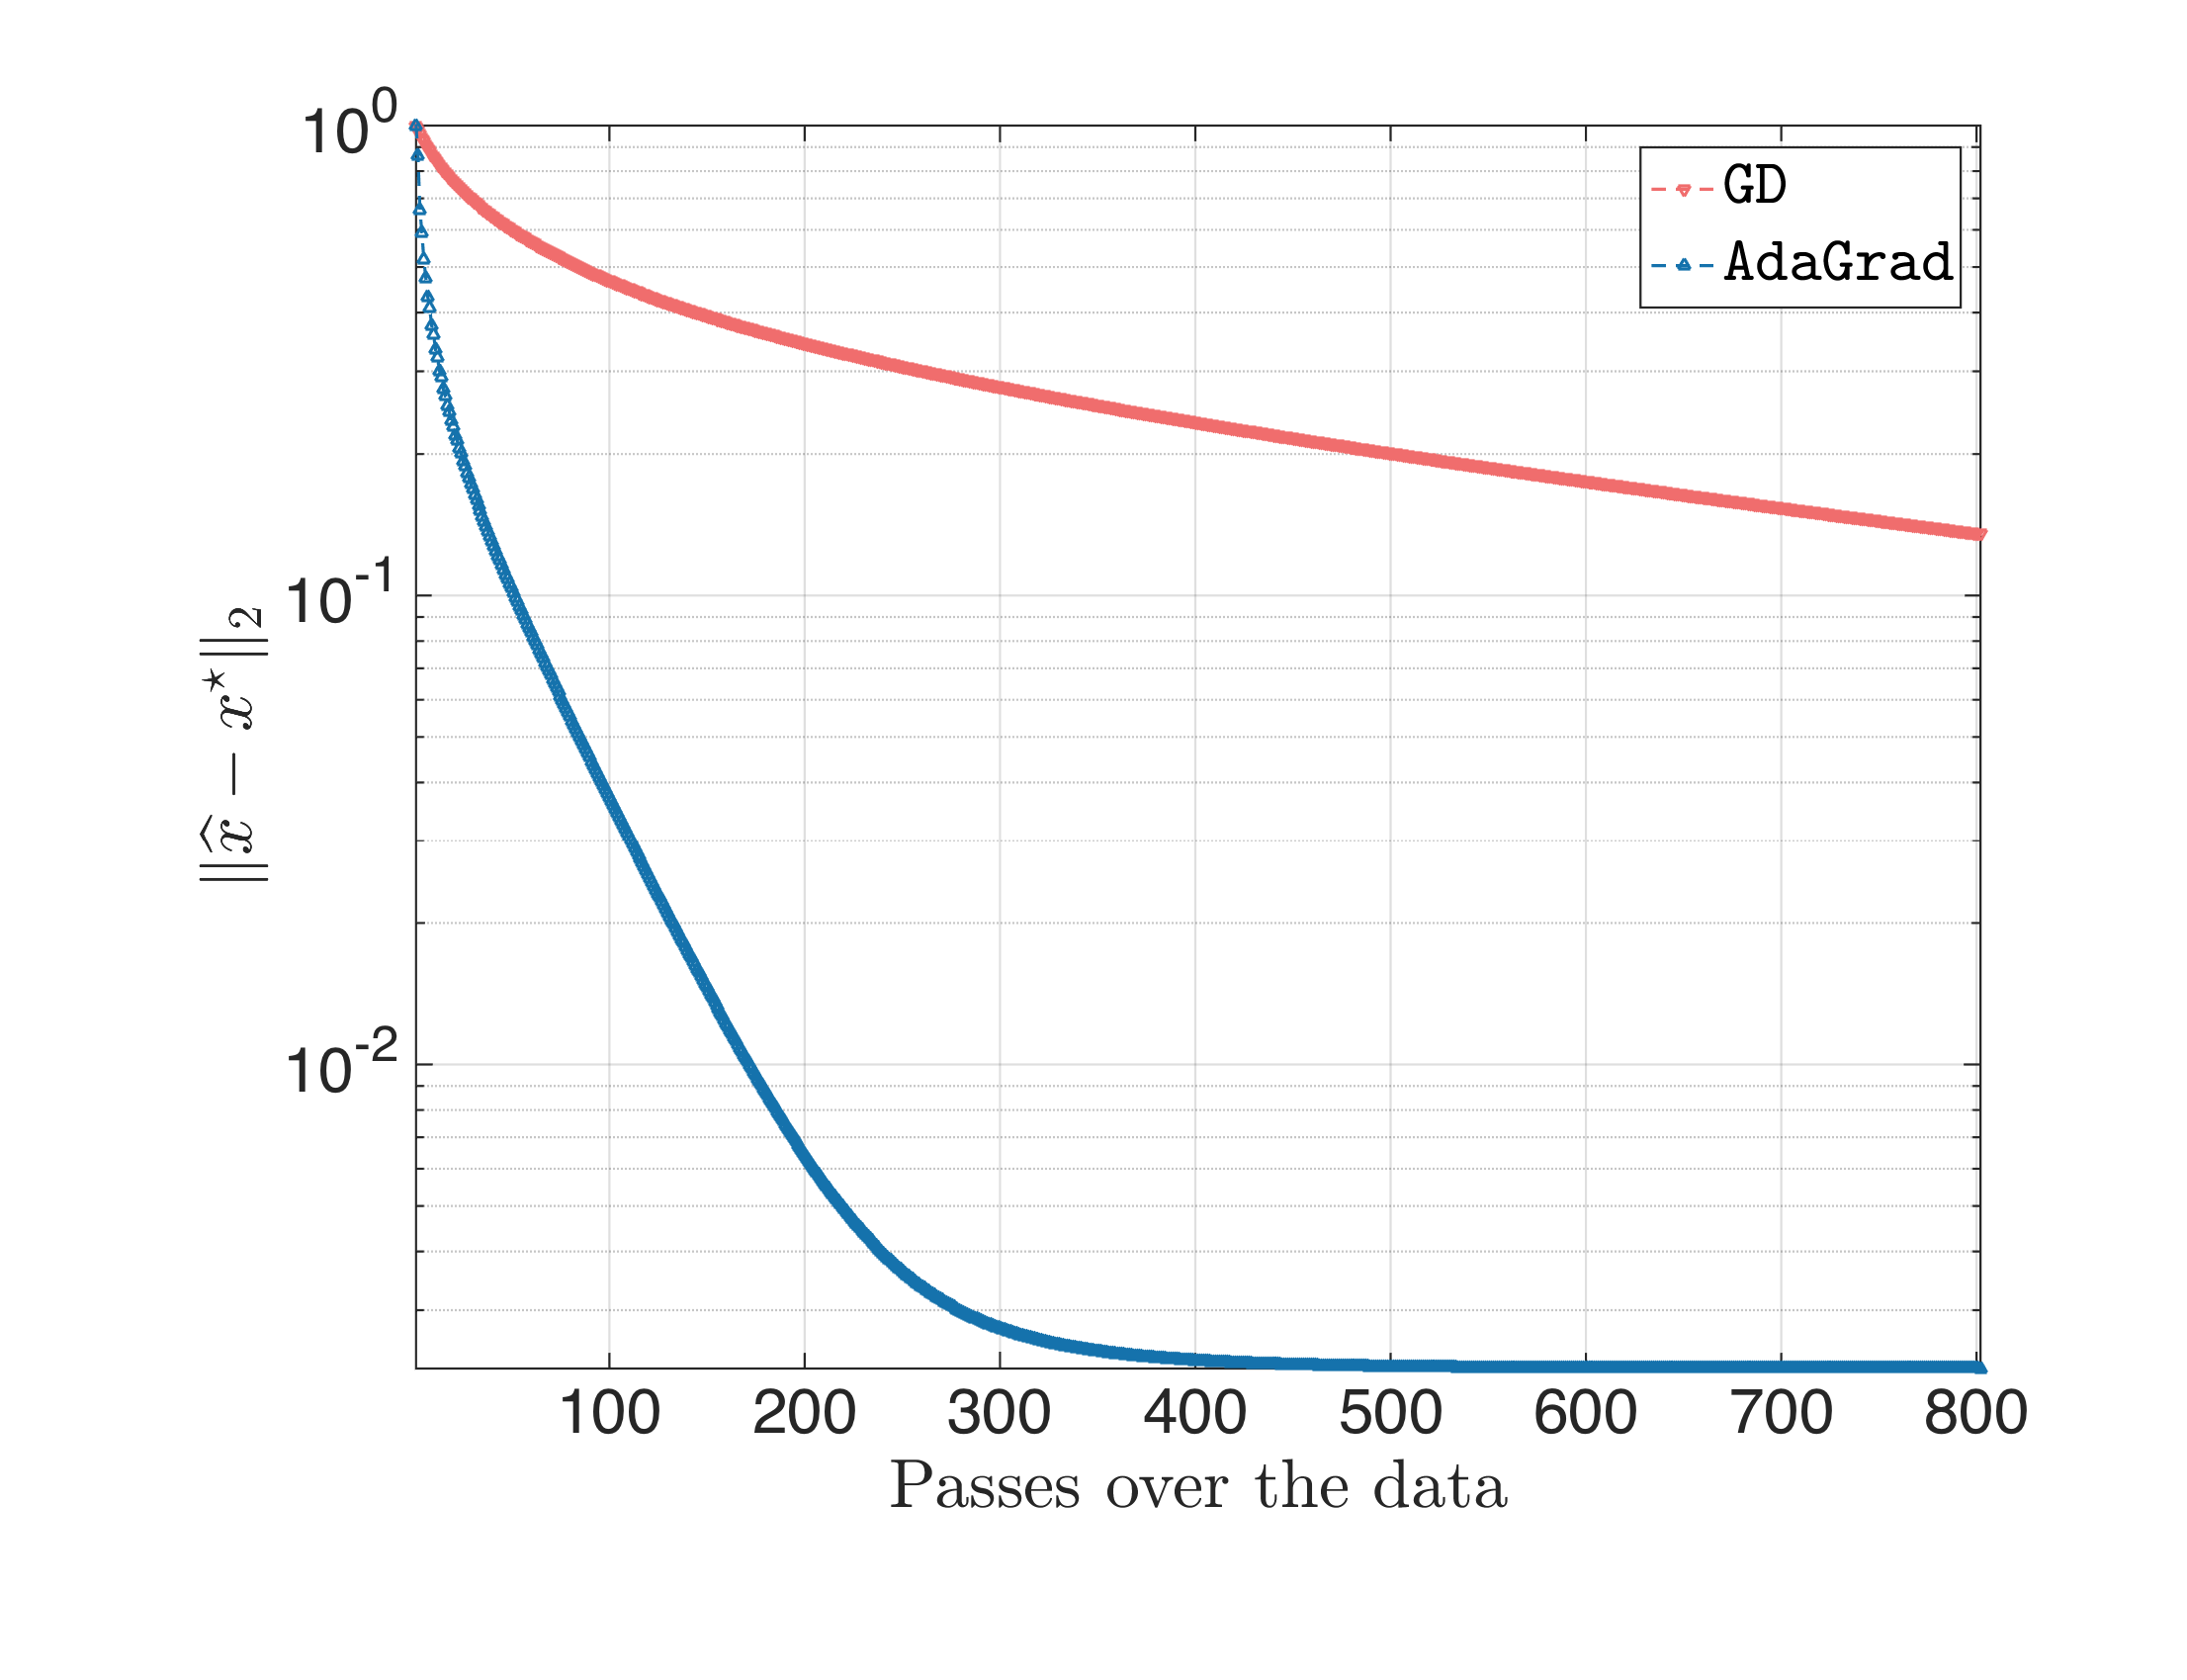 10^0
10^-1
10^-2
‖x̂ − x⋆‖₂
GD
AdaGrad
100 200 300 400 500 600 700 800
Passes over the data